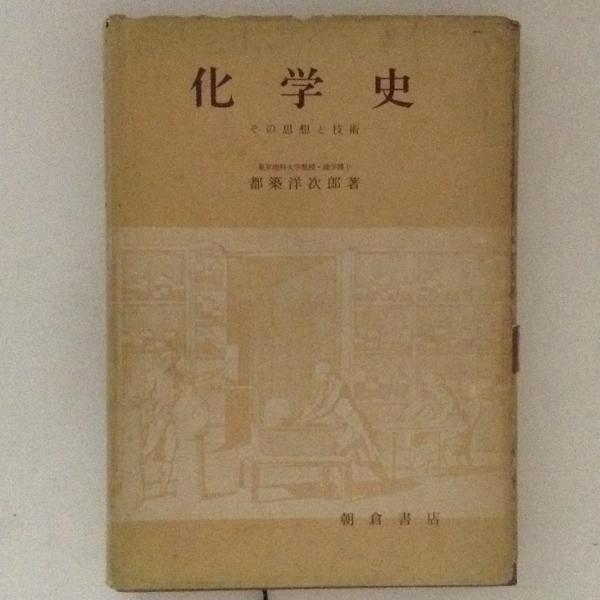 化学史
その思想と技術
東京理科大学教授・理学博士
都築洋次郎著
朝倉書店